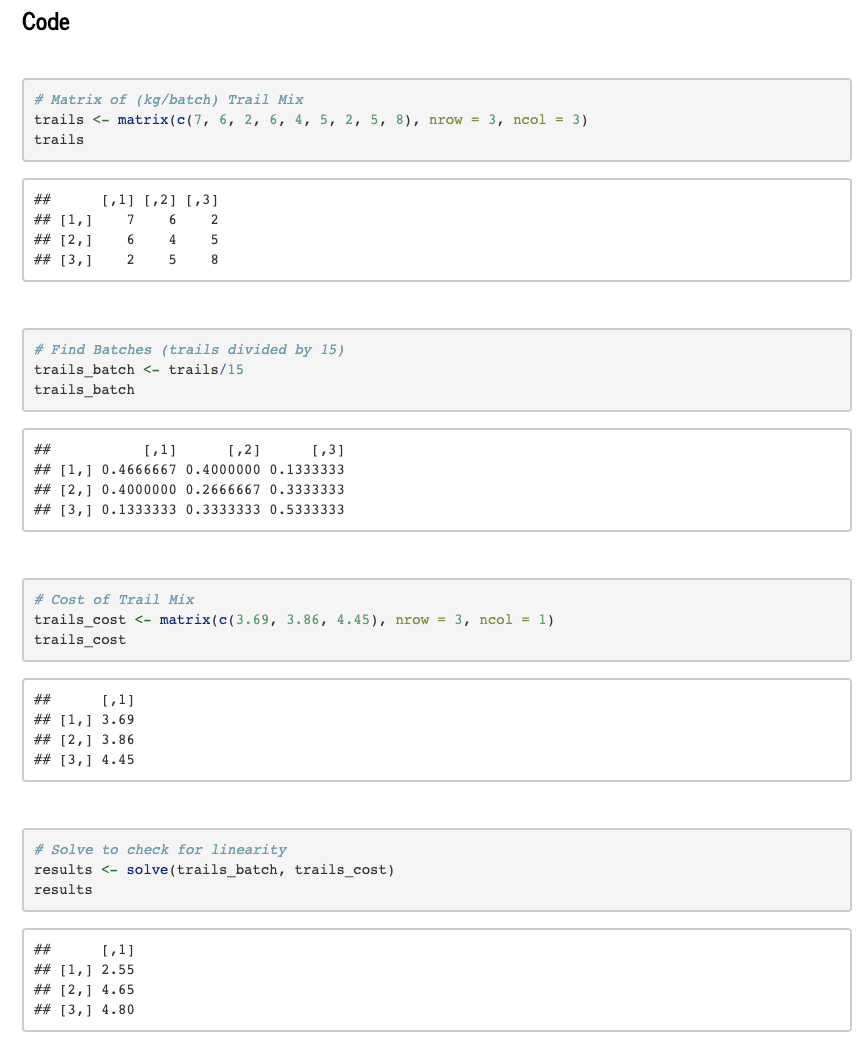 Code
# Matrix of (kg/batch) Trail Mix
trails <- matrix(c(7, 6, 2, 6, 4, 5, 2, 5, 8), nrow = 3, ncol = 3)
trails
##      [,1] [,2] [,3]
## [1,]    7    6    2
## [2,]    6    4    5
## [3,]    2    5    8
# Find Batches (trails divided by 15)
trails_batch <- trails/15
trails_batch
##           [,1]      [,2]      [,3]
## [1,] 0.4666667 0.4000000 0.1333333
## [2,] 0.4000000 0.2666667 0.3333333
## [3,] 0.1333333 0.3333333 0.5333333
# Cost of Trail Mix
trails_cost <- matrix(c(3.69, 3.86, 4.45), nrow = 3, ncol = 1)
trails_cost
##      [,1]
## [1,] 3.69
## [2,] 3.86
## [3,] 4.45
# Solve to check for linearity
results <- solve(trails_batch, trails_cost)
results
##      [,1]
## [1,] 2.55
## [2,] 4.65
## [3,] 4.80